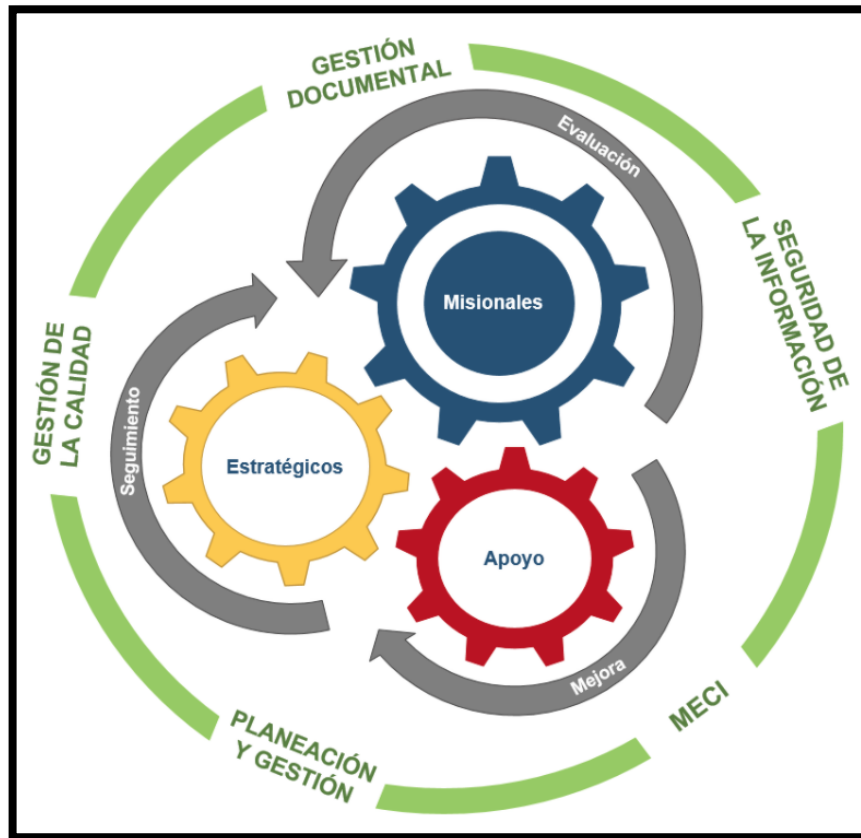 GESTIÓN
DOCUMENTAL
Evaluación
SEGURIDAD DE
LA INFORMACIÓN
Misionales
GESTIÓN DE
LA CALIDAD
Seguimiento
Estratégicos
Apoyo
Mejora
MECI
PLANEACIÓN
Y GESTIÓN